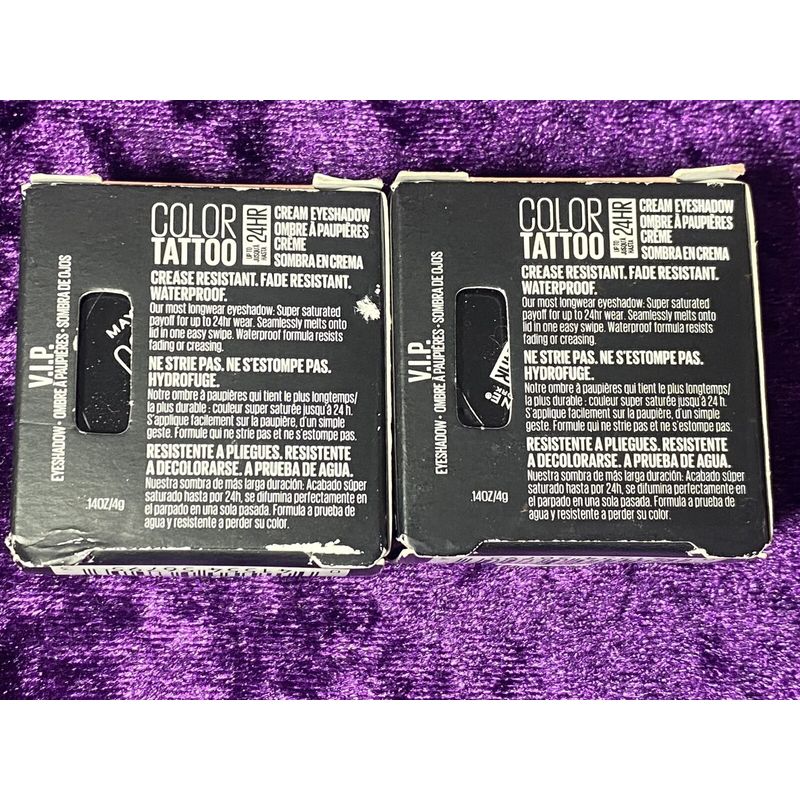 COLOR
TATTOO
UP TO
JUSQU'À
HASTA
24HR
CREAM EYESHADOW
OMBRE À PAUPIÈRES
CRÈME
SOMBRA EN CREMA
CREASE RESISTANT. FADE RESISTANT.
WATERPROOF.
Our most longwear eyeshadow: Super saturated
payoff for up to 24hr wear. Seamlessly melts onto
lid in one easy swipe. Waterproof formula resists
fading or creasing.
NE STRIE PAS. NE S'ESTOMPE PAS.
HYDROFUGE.
Notre ombre à paupières qui tient le plus longtemps/
la plus durable : couleur super saturée jusqu'à 24 h.
S'applique facilement sur la paupière, d'un simple
geste. Formule qui ne strie pas et ne s'estompe pas.
RESISTENTE A PLIEGUES. RESISTENTE
A DECOLORARSE. A PRUEBA DE AGUA.
Nuestra sombra de más larga duración: Acabado súper
saturado hasta por 24h, se difumina perfectamente en
el parpado en una sola pasada. Formula a prueba de
agua y resistente a perder su color.
V.I.P.
EYESHADOW • OMBRE À PAUPIÈRES • SOMBRA DE OJOS
.14OZ/4g
MA
COLOR
TATTOO
UP TO
JUSQU'À
HASTA
24HR
CREAM EYESHADOW
OMBRE À PAUPIÈRES
CRÈME
SOMBRA EN CREMA
CREASE RESISTANT. FADE RESISTANT.
WATERPROOF.
Our most longwear eyeshadow: Super saturated
payoff for up to 24hr wear. Seamlessly melts onto
lid in one easy swipe. Waterproof formula resists
fading or creasing.
NE STRIE PAS. NE S'ESTOMPE PAS.
HYDROFUGE.
Notre ombre à paupières qui tient le plus longtemps/
la plus durable : couleur super saturée jusqu'à 24 h.
S'applique facilement sur la paupière, d'un simple
geste. Formule qui ne strie pas et ne s'estompe pas.
RESISTENTE A PLIEGUES. RESISTENTE
A DECOLORARSE. A PRUEBA DE AGUA.
Nuestra sombra de más larga duración: Acabado súper
saturado hasta por 24h, se difumina perfectamente en
el parpado en una sola pasada. Formula a prueba de
agua y resistente a perder su color.
V.I.P.
EYESHADOW • OMBRE À PAUPIÈRES • SOMBRA DE OJOS
.14OZ/4g